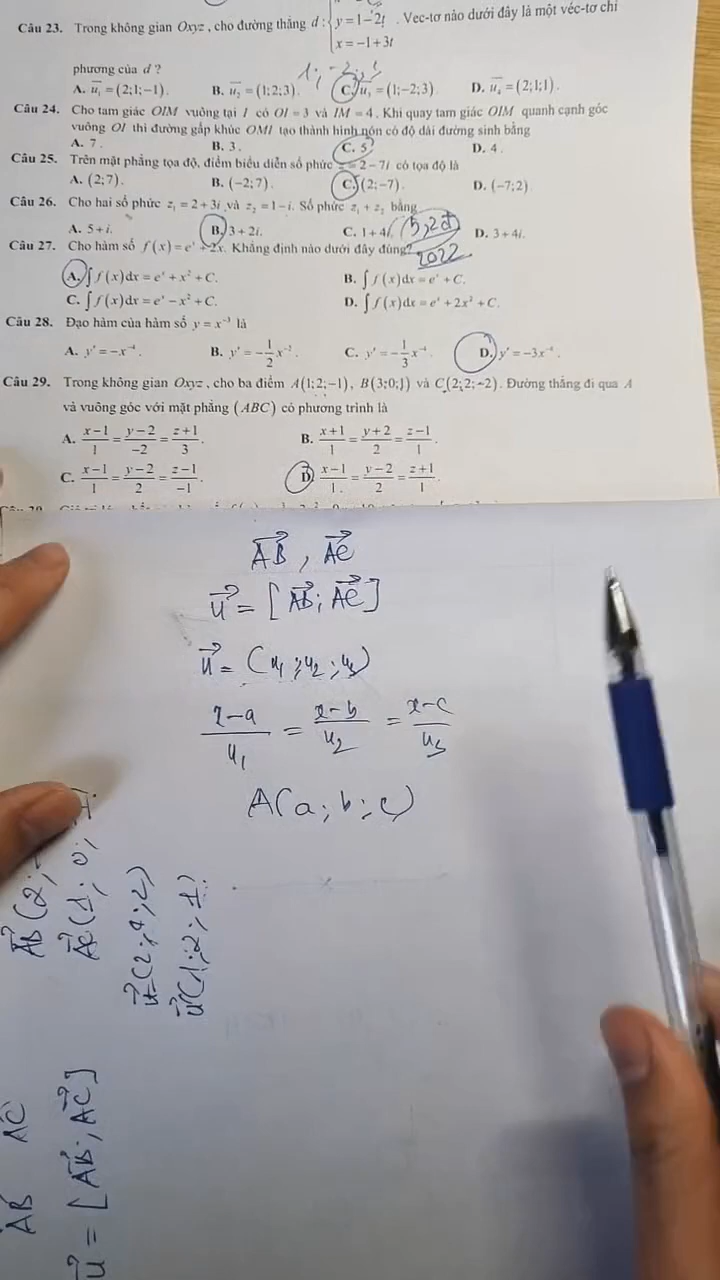 Câu 23. Trong không gian Oxyz, cho đường thẳng d: { y=1-2t . Vec-tơ nào dưới đây là một véc-tơ chỉ
x=-1+3t
phương của d ?
1; -2;
A. u₁=(2;1;-1). B. u₂=(1;2;3). C. u₃=(1;-2;3). D. u₄=(2;1;1).
Câu 24. Cho tam giác OIM vuông tại I có OI = 3 và IM = 4. Khi quay tam giác OIM quanh cạnh góc
vuông OI thì đường gấp khúc OMI tạo thành hình nón có độ dài đường sinh bằng
A. 7. B. 3. C. 5 D. 4.
Câu 25. Trên mặt phẳng tọa độ, điểm biểu diễn số phức z=2-7i có tọa độ là
A. (2;7). B. (-2;7). C. (2;-7). D. (-7;2)
Câu 26. Cho hai số phức z₁=2+3i và z₂=1-i. Số phức z₁+z₂ bằng
A. 5+i. B. 3+2i. C. 1+4i. D. 3+4i.
2022
Câu 27. Cho hàm số f(x)=eˣ+2x. Khẳng định nào dưới đây đúng?
A. ∫f(x)dx=eˣ+x²+C. B. ∫f(x)dx=eˣ+C.
C. ∫f(x)dx=eˣ-x²+C. D. ∫f(x)dx=eˣ+2x²+C.
Câu 28. Đạo hàm của hàm số y=x⁻³ là
A. y'=-x⁻⁴. B. y'=-1/2 x⁻². C. y'=-1/3 x⁻⁴. D. y'=-3x⁻⁴.
Câu 29. Trong không gian Oxyz, cho ba điểm A(1;2;-1), B(3;0;1) và C(2;2;-2). Đường thẳng đi qua A
và vuông góc với mặt phẳng (ABC) có phương trình là
A. (x-1)/1=(y-2)/-2=(z+1)/3. B. (x+1)/1=(y+2)/2=(z-1)/1.
C. (x-1)/1=(y-2)/2=(z-1)/-1. D. (x-1)/1=(y-2)/2=(z+1)/1.
AB, AC
u = [AB; AC]
u = (u₁; u₂; u₃)
(x-a)/u₁ = (x-b)/u₂ = (x-c)/u₃
A(a; b; c)
AB(2;
AC(1; 0;
u(2; 4; 2)
u(1; 2; 1)
AB AC
u = [AB; AC]